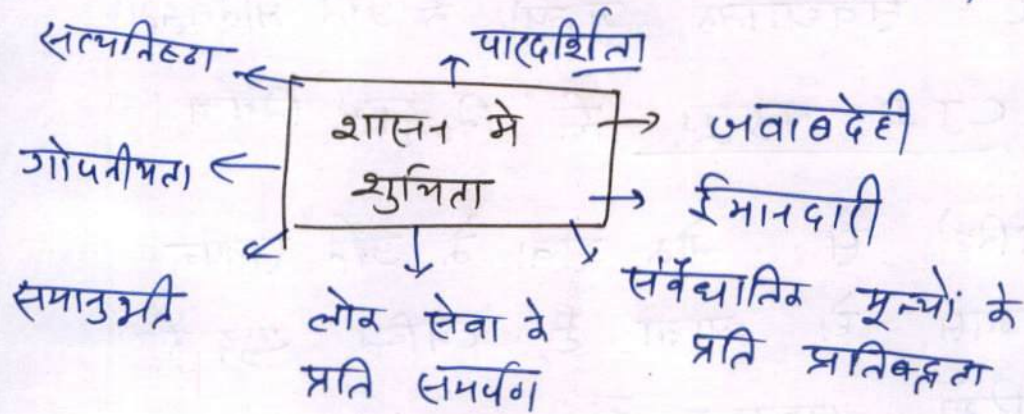 सत्यनिष्ठा
पारदर्शिता
शासन मे
शुचिता
जवाबदेही
गोपनीयता
ईमानदारी
समानुभूति
लोक सेवा के
प्रति समर्पण
संवैधानिक मूल्यों के
प्रति प्रतिबद्धता